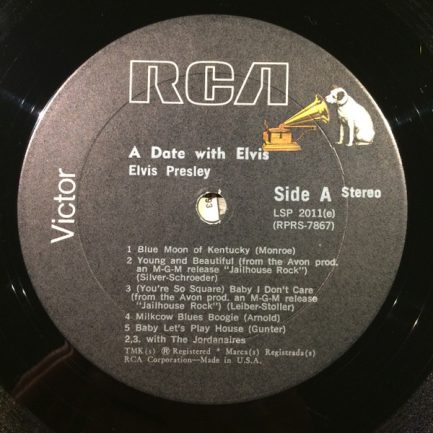 RCA
Victor
A Date with Elvis
Elvis Presley
Side A Stereo
LSP 2011(e)
(RPRS-7867)
1 Blue Moon of Kentucky (Monroe)
2 Young and Beautiful (from the Avon prod.
an M-G-M release "Jailhouse Rock")
(Silver-Schroeder)
3 (You're So Square) Baby I Don't Care
(from the Avon prod. an M-G-M release
"Jailhouse Rock") (Leiber-Stoller)
4 Milkcow Blues Boogie (Arnold)
5 Baby Let's Play House (Gunter)
2,3. with The Jordanaires
TMK(s) ® Registered * Marca(s) Registrada(s)
RCA Corporation—Made in U.S.A.